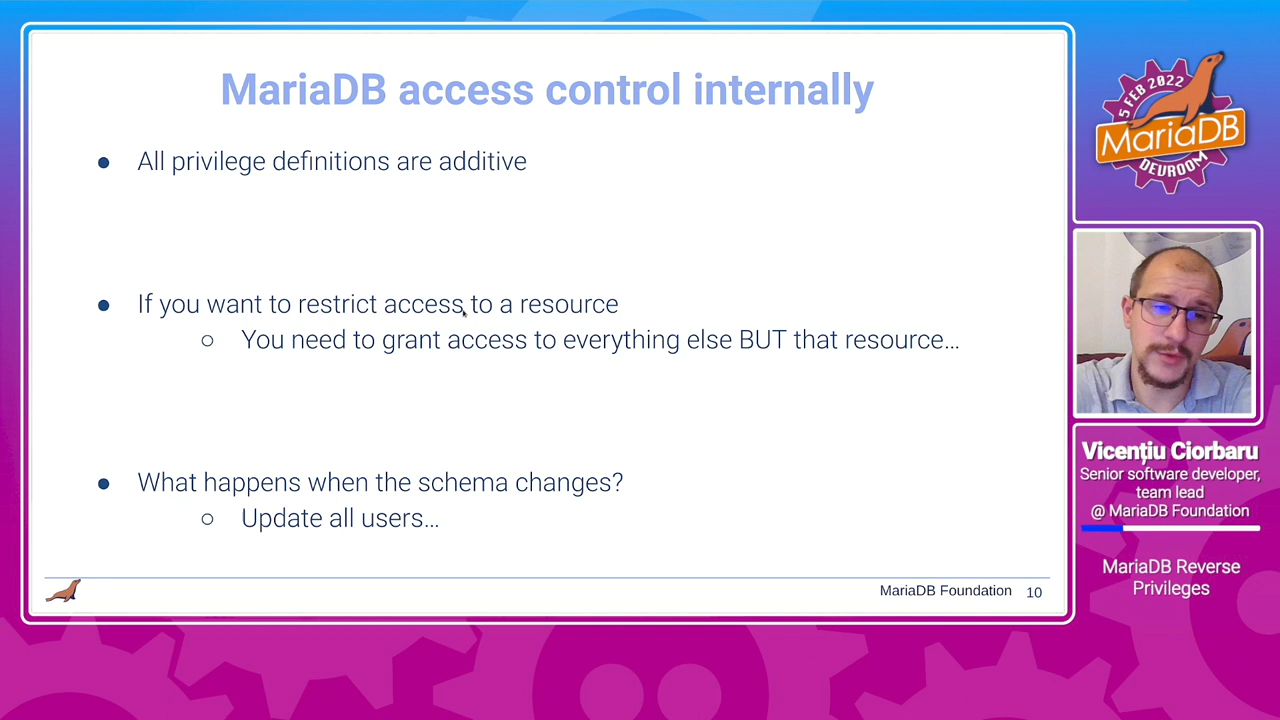 MariaDB access control internally
● All privilege definitions are additive
● If you want to restrict access to a resource
○ You need to grant access to everything else BUT that resource…
● What happens when the schema changes?
○ Update all users…
MariaDB Foundation 10
5 FEB 2022
MariaDB
DEVROOM
Vicențiu Ciorbaru
Senior software developer,
team lead
@ MariaDB Foundation
MariaDB Reverse
Privileges